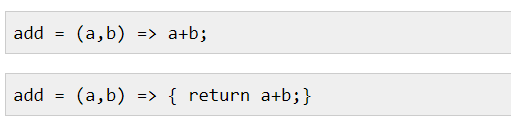 add = (a,b) => a+b;
add = (a,b) => { return a+b;}